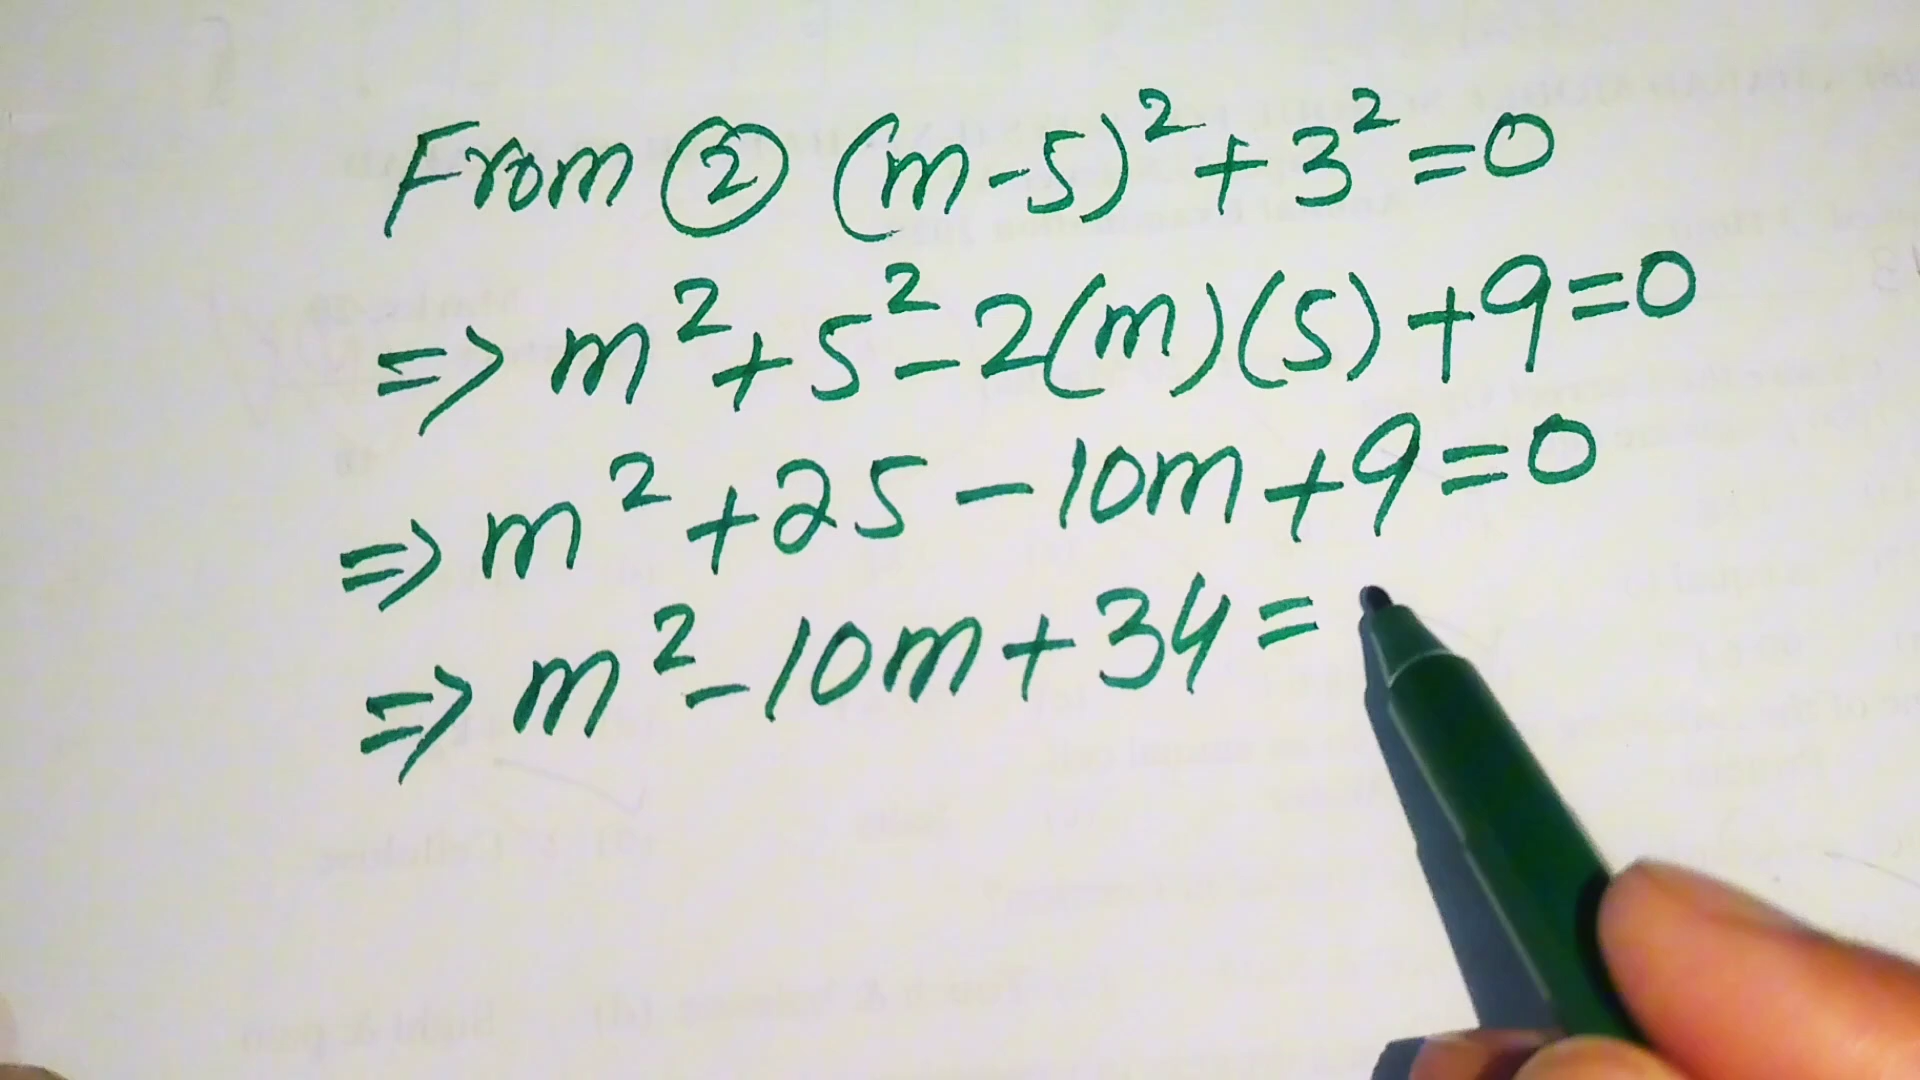 From ② (m-5)²+3²=0
=> m²+5²-2(m)(5)+9=0
=> m²+25-10m+9=0
=> m²-10m+34=